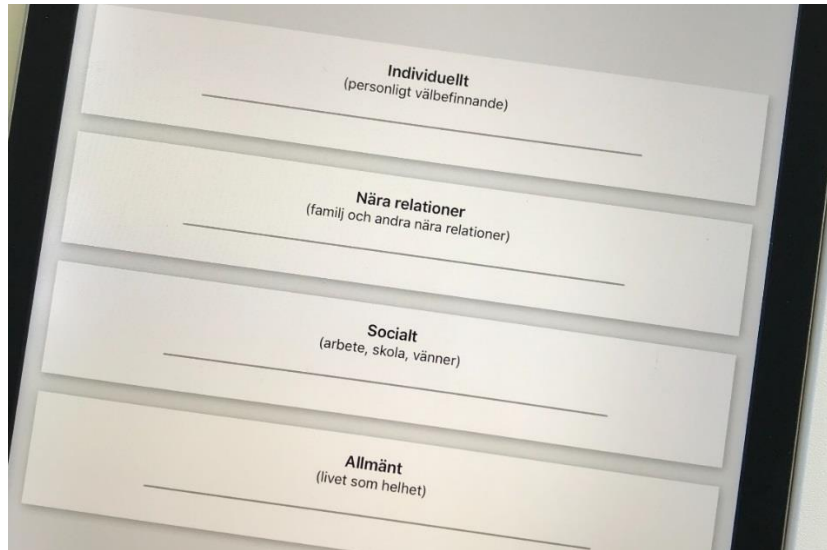 Individuellt
(personligt välbefinnande)
Nära relationer
(familj och andra nära relationer)
Socialt
(arbete, skola, vänner)
Allmänt
(livet som helhet)